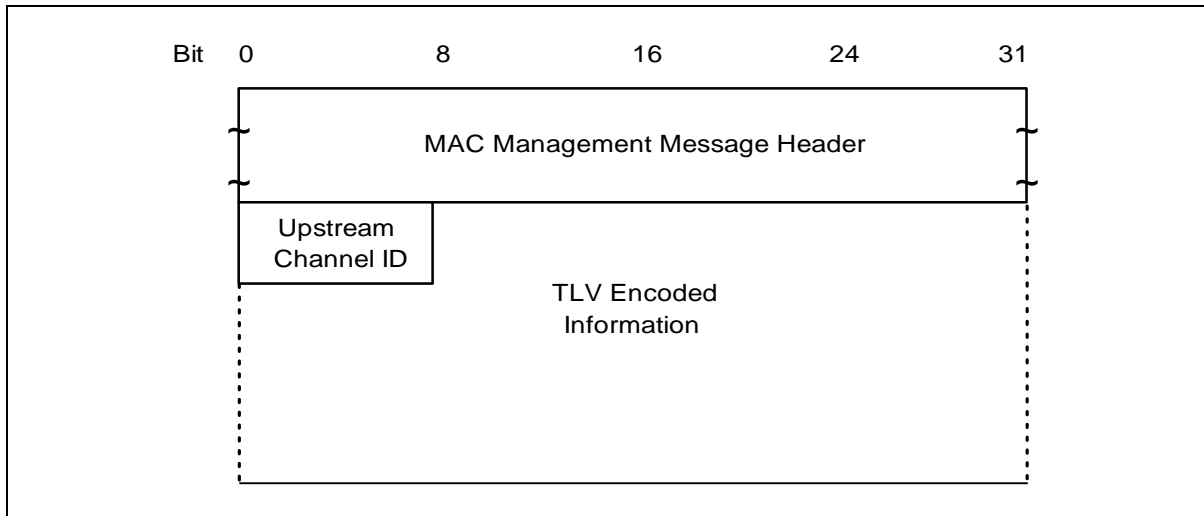 Bit 0 8 16 24 31
MAC Management Message Header
Upstream
Channel ID
TLV Encoded
Information